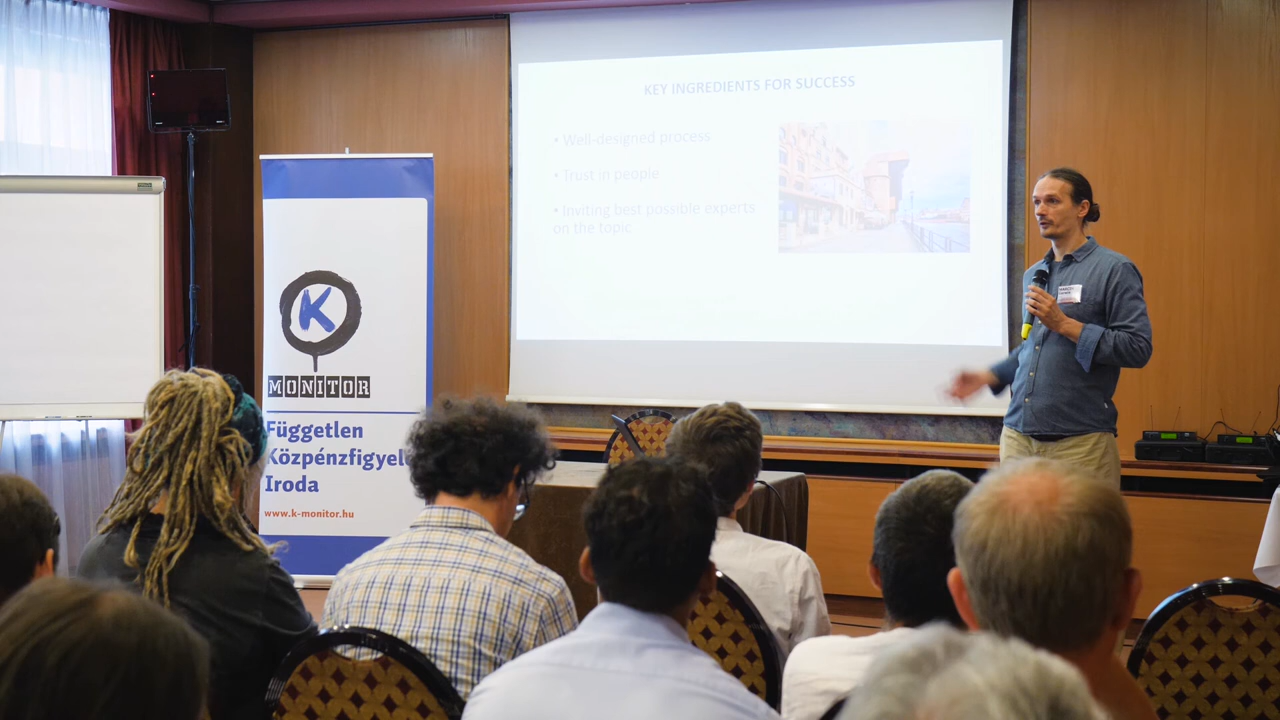 KEY INGREDIENTS FOR SUCCESS
• Well-designed process
• Trust in people
• Inviting best possible experts
on the topic
K
MONITOR
Független
Közpénzfigyel
Iroda
www.k-monitor.hu